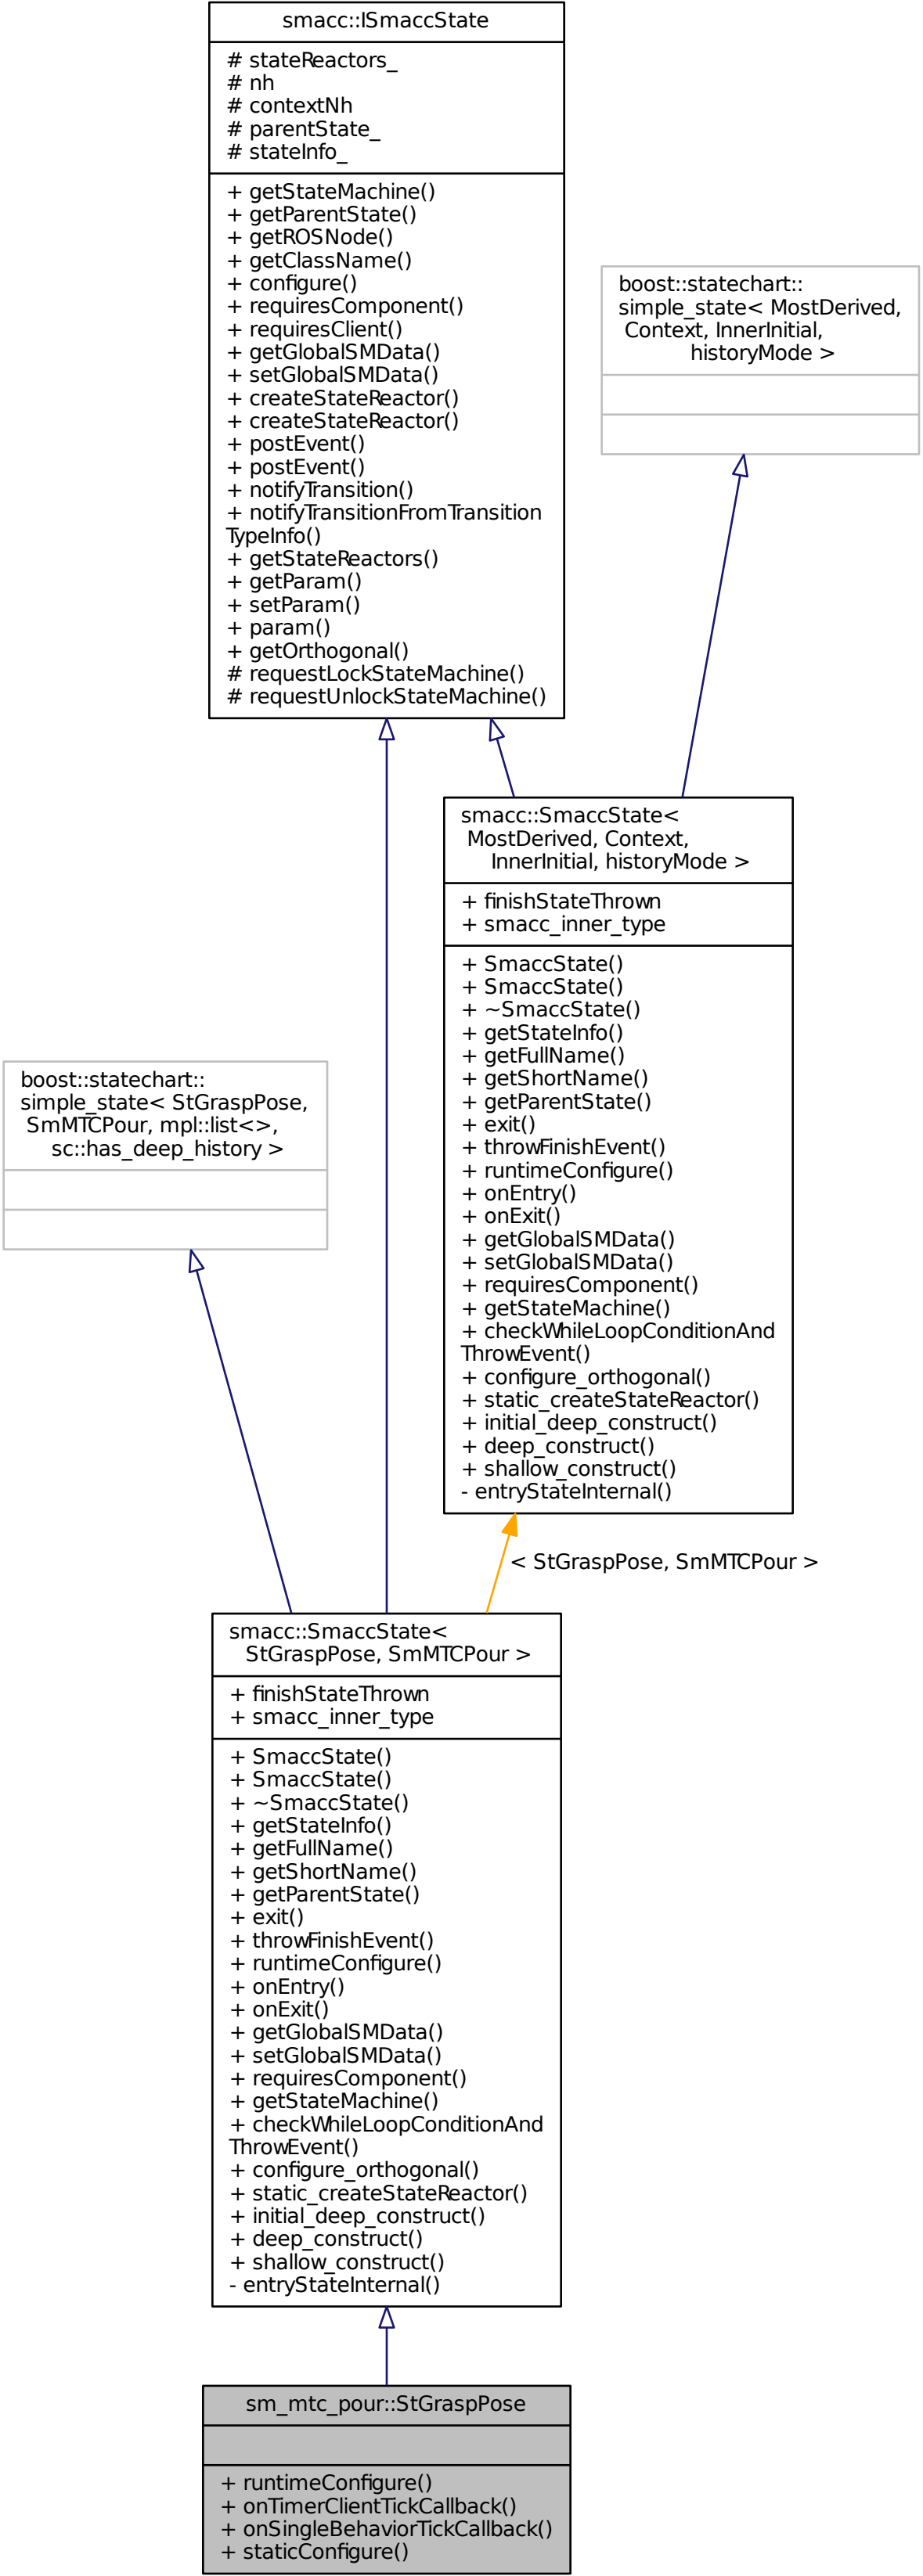 smacc::ISmaccState
# stateReactors_
# nh
# contextNh
# parentState_
# stateInfo_
+ getStateMachine()
+ getParentState()
+ getROSNode()
+ getClassName()
+ configure()
+ requiresComponent()
+ requiresClient()
+ getGlobalSMData()
+ setGlobalSMData()
+ createStateReactor()
+ createStateReactor()
+ postEvent()
+ postEvent()
+ notifyTransition()
+ notifyTransitionFromTransition
TypeInfo()
+ getStateReactors()
+ getParam()
+ setParam()
+ param()
+ getOrthogonal()
# requestLockStateMachine()
# requestUnlockStateMachine()
boost::statechart::
simple_state< MostDerived,
Context, InnerInitial,
historyMode >
smacc::SmaccState<
MostDerived, Context,
InnerInitial, historyMode >
+ finishStateThrown
+ smacc_inner_type
+ SmaccState()
+ SmaccState()
+ ~SmaccState()
+ getStateInfo()
+ getFullName()
+ getShortName()
+ getParentState()
+ exit()
+ throwFinishEvent()
+ runtimeConfigure()
+ onEntry()
+ onExit()
+ getGlobalSMData()
+ setGlobalSMData()
+ requiresComponent()
+ getStateMachine()
+ checkWhileLoopConditionAnd
ThrowEvent()
+ configure_orthogonal()
+ static_createStateReactor()
+ initial_deep_construct()
+ deep_construct()
+ shallow_construct()
- entryStateInternal()
boost::statechart::
simple_state< StGraspPose,
SmMTCPour, mpl::list<>,
sc::has_deep_history >
< StGraspPose, SmMTCPour >
smacc::SmaccState<
StGraspPose, SmMTCPour >
+ finishStateThrown
+ smacc_inner_type
+ SmaccState()
+ SmaccState()
+ ~SmaccState()
+ getStateInfo()
+ getFullName()
+ getShortName()
+ getParentState()
+ exit()
+ throwFinishEvent()
+ runtimeConfigure()
+ onEntry()
+ onExit()
+ getGlobalSMData()
+ setGlobalSMData()
+ requiresComponent()
+ getStateMachine()
+ checkWhileLoopConditionAnd
ThrowEvent()
+ configure_orthogonal()
+ static_createStateReactor()
+ initial_deep_construct()
+ deep_construct()
+ shallow_construct()
- entryStateInternal()
sm_mtc_pour::StGraspPose
+ runtimeConfigure()
+ onTimerClientTickCallback()
+ onSingleBehaviorTickCallback()
+ staticConfigure()